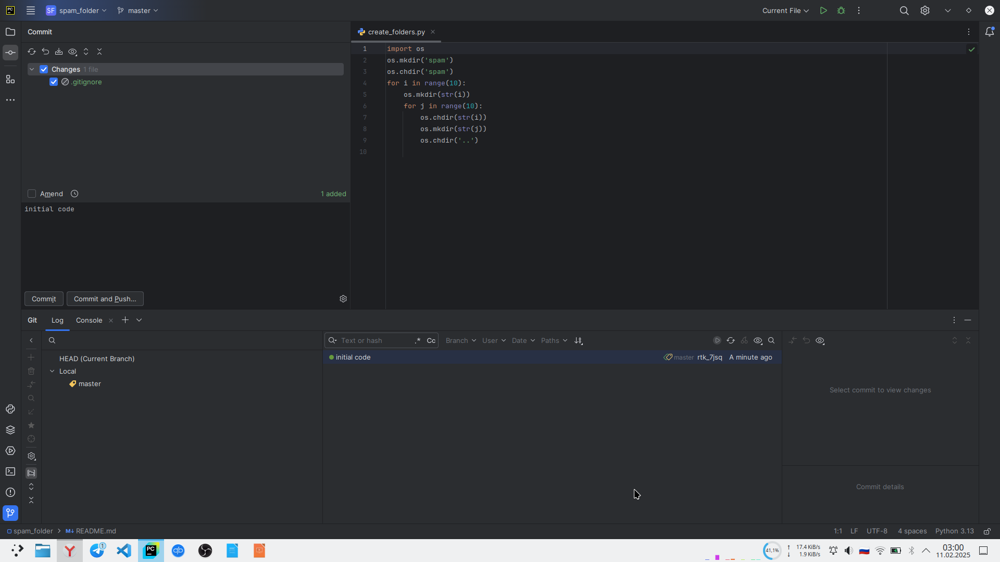 PC
SF spam_folder
master
Current File
Commit
create_folders.py
Changes 1 file
.gitignore
1 import os
2 os.mkdir('spam')
3 os.chdir('spam')
4 for i in range(10):
5 os.mkdir(str(i))
6 for j in range(10):
7 os.chdir(str(i))
8 os.mkdir(str(j))
9 os.chdir('..')
10
Amend
1 added
initial code
Commit
Commit and Push...
Git
Log
Console
Text or hash
.*
Cc
Branch
User
Date
Paths
HEAD (Current Branch)
Local
master
initial code
master
rtk_7jsq
A minute ago
Select commit to view changes
Commit details
spam_folder > M↓ README.md
1:1
LF
UTF-8
4 spaces
Python 3.13
1
PC
qb
41,1%
↑ 17.4 KiB/s
↓ 1.9 KiB/s
03:00
11.02.2025